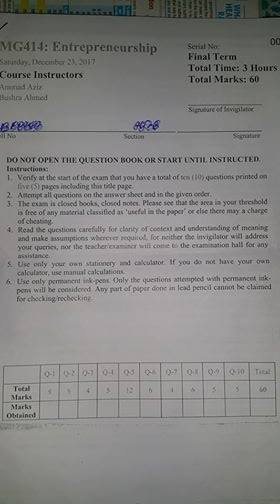 MG414: Entrepreneurship
Saturday, December 23, 2017
Course Instructors
Ammad Aziz
Bushra Ahmed
Serial No:
Final Term
Total Time: 3 Hours
Total Marks: 60
Signature of Invigilator
Roll No Section Signature
DO NOT OPEN THE QUESTION BOOK OR START UNTIL INSTRUCTED.
Instructions:
1. Verify at the start of the exam that you have a total of ten (10) questions printed on
five (5) pages including this title page.
2. Attempt all questions on the answer sheet and in the given order.
3. The exam is closed books, closed notes. Please see that the area in your threshold
is free of any material classified as 'useful in the paper' or else there may a
charge of cheating.
4. Read the questions carefully for clarity of context and understanding of meaning
and make assumptions wherever required, for neither the invigilator will address
your queries, nor the teacher/examiner will come to the examination hall for any
assistance.
5. Use only your own stationery and calculator. If you do not have your own
calculator, use manual calculations.
6. Use only permanent ink-pens. Only the questions attempted with permanent ink-
pens will be considered. Any part of paper done in lead pencil cannot be claimed
for checking/rechecking.
Q-1 Q-2 Q-3 Q-4 Q-5 Q-6 Q-7 Q-8 Q-9 Q-10 Total
Total Marks 4 5 12 6 4 6 5 5 60
Marks Obtained